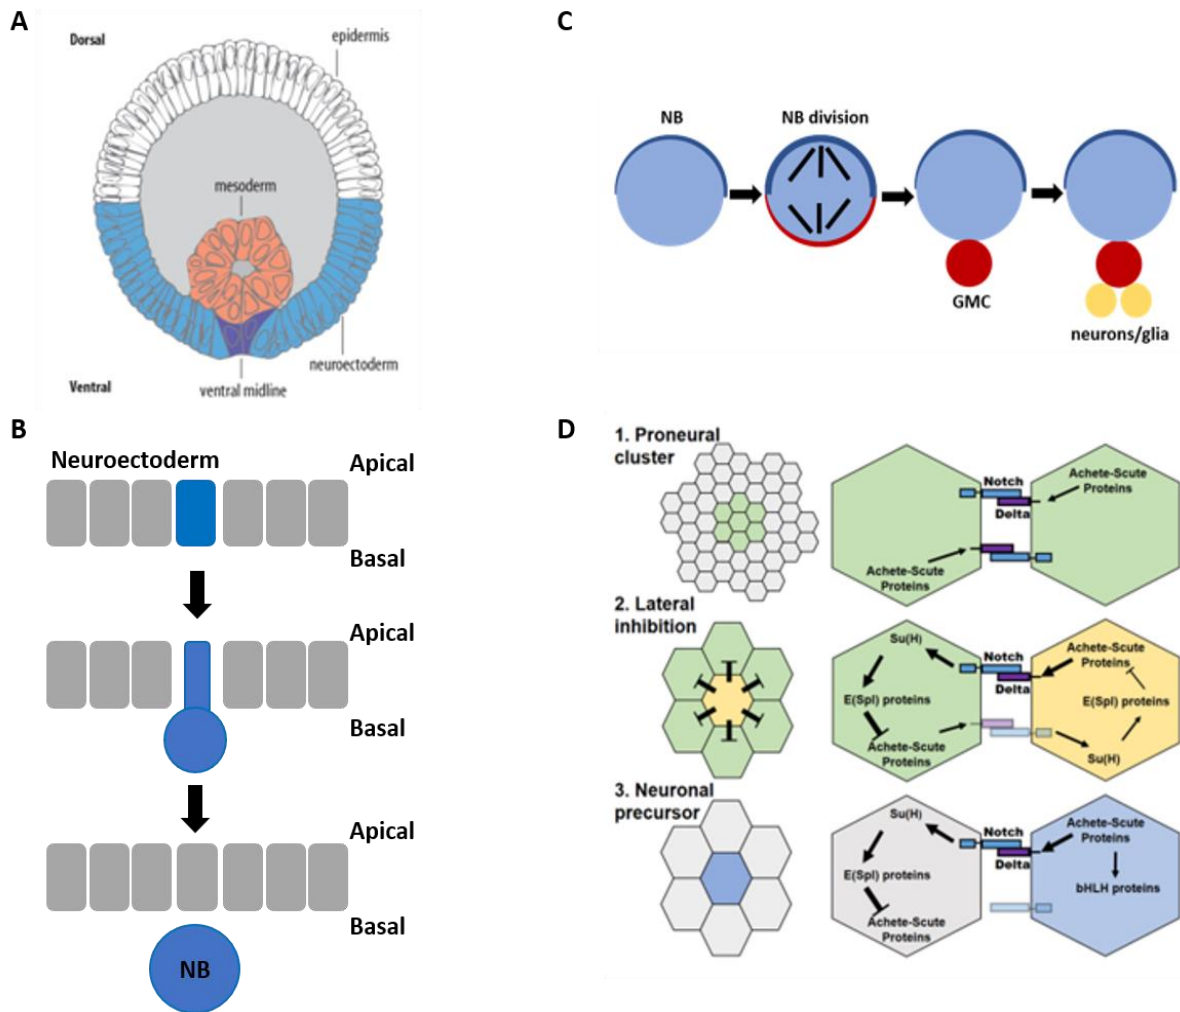 A
Dorsal
epidermis
mesoderm
neuroectoderm
ventral midline
Ventral
B
Neuroectoderm
Apical
Basal
Apical
Basal
Apical
Basal
NB
C
NB
NB division
GMC
neurons/glia
D
1. Proneural
cluster
Notch
Delta
Achete-Scute
Proteins
Achete-Scute
Proteins
2. Lateral
inhibition
Su(H)
Notch
Delta
Achete-Scute
Proteins
E(Spl) proteins
E(Spl) proteins
Achete-Scute
Proteins
Su(H)
3. Neuronal
precursor
Su(H)
Notch
Delta
Achete-Scute
Proteins
E(Spl) proteins
bHLH proteins
Achete-Scute
Proteins